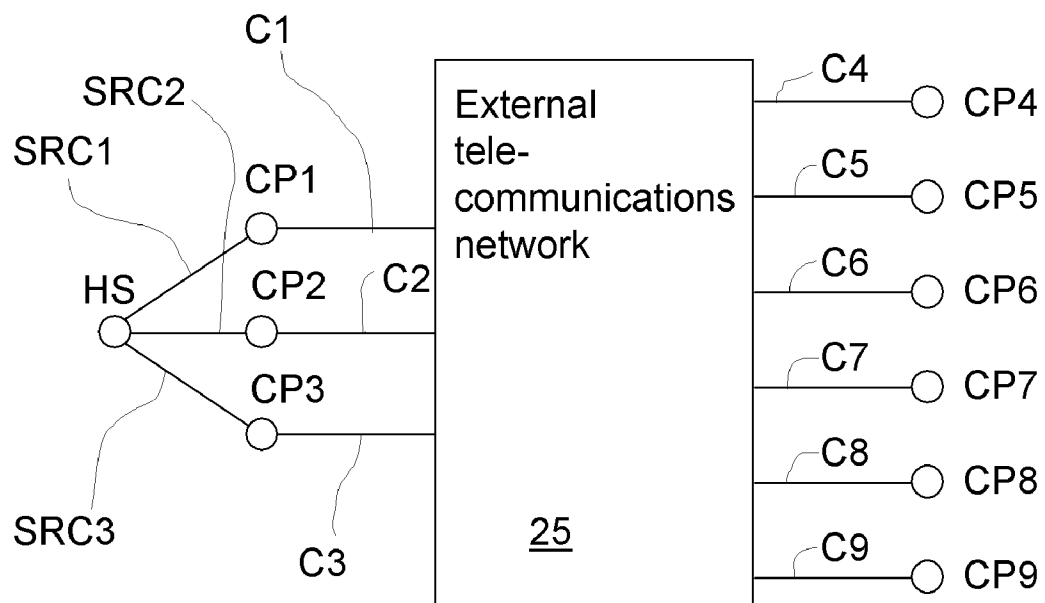 C1
SRC2
SRC1
CP1
HS
CP2
C2
CP3
SRC3
C3
External
tele-
communications
network
25
C4
CP4
C5
CP5
C6
CP6
C7
CP7
C8
CP8
C9
CP9